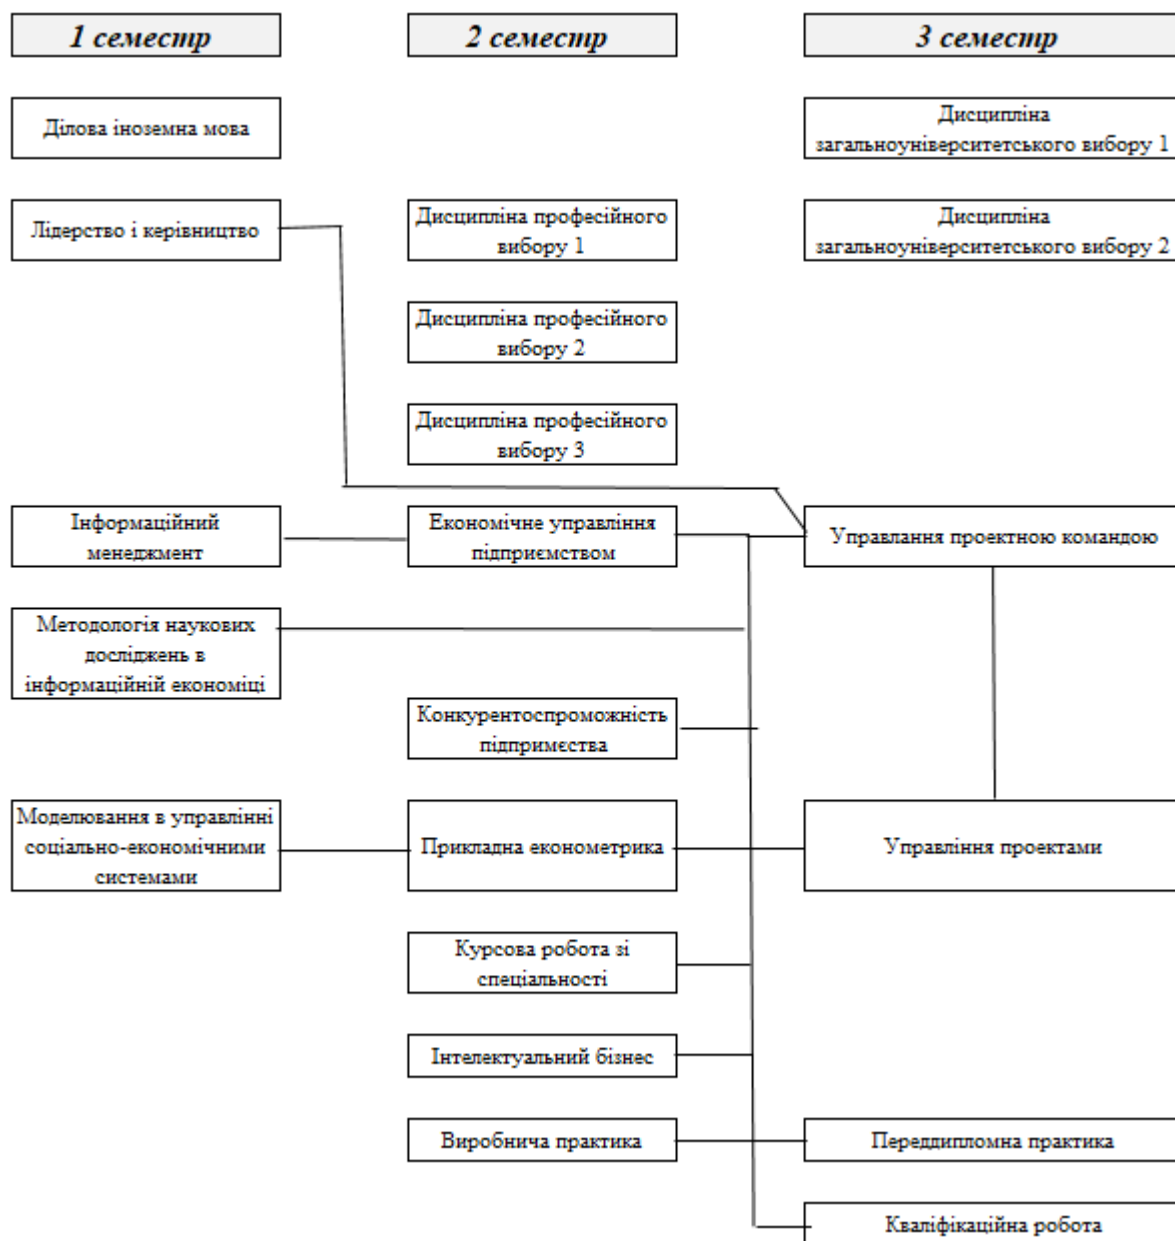 1 семестр
2 семестр
3 семестр
Ділова іноземна мова
Дисципліна
загальноуніверситетського вибору 1
Лідерство і керівництво
Дисципліна професійного
вибору 1
Дисципліна
загальноуніверситетського вибору 2
Дисципліна професійного
вибору 2
Дисципліна професійного
вибору 3
Інформаційний
менеджмент
Економічне управління
підприємством
Управлання проектною командою
Методологія наукових
досліджень в
інформаційній економіці
Конкурентоспроможність
підпримєства
Моделювання в управлінні
соціально-економічними
системами
Прикладна економетрика
Управління проектами
Курсова робота зі
спеціальності
Інтелектуальний бізнес
Виробнича практика
Переддипломна практика
Кваліфікаційна робота